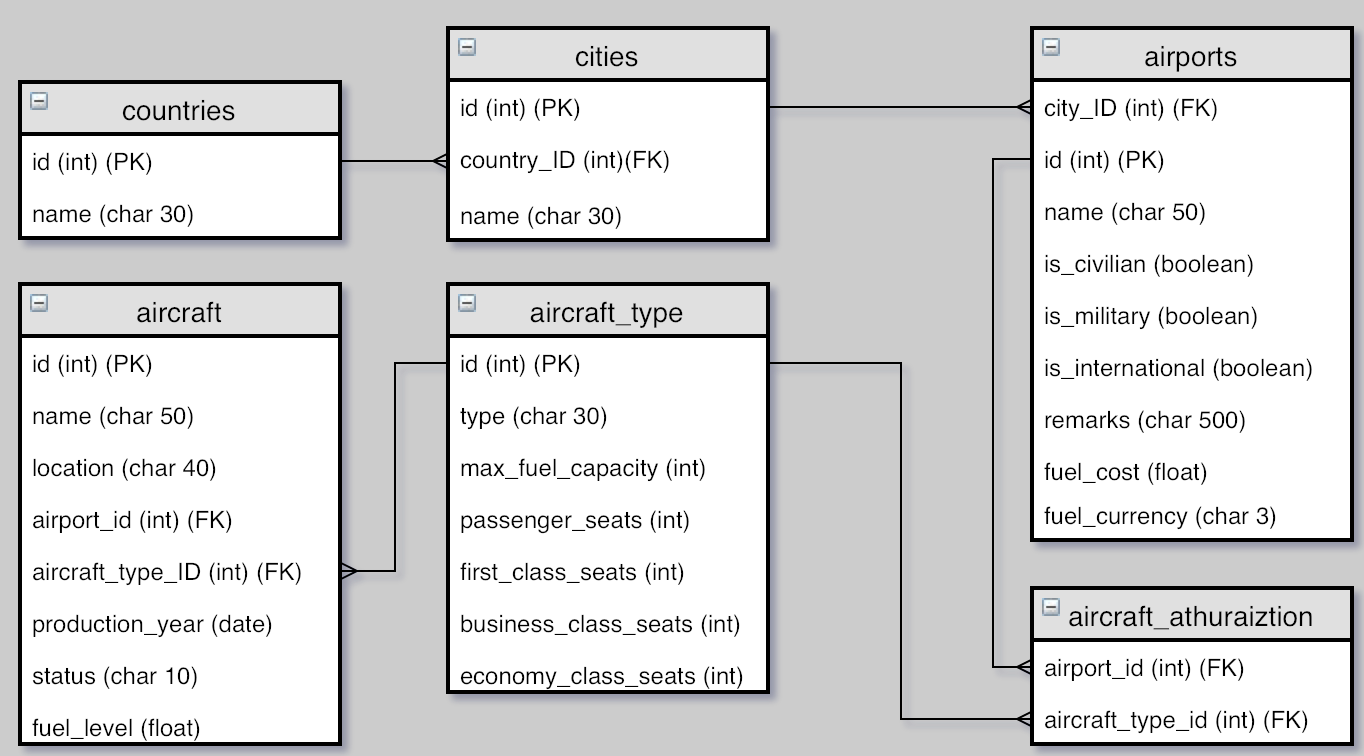 countries
id (int) (PK)
name (char 30)
cities
id (int) (PK)
country_ID (int)(FK)
name (char 30)
airports
city_ID (int) (FK)
id (int) (PK)
name (char 50)
is_civilian (boolean)
is_military (boolean)
is_international (boolean)
remarks (char 500)
fuel_cost (float)
fuel_currency (char 3)
aircraft
id (int) (PK)
name (char 50)
location (char 40)
airport_id (int) (FK)
aircraft_type_ID (int) (FK)
production_year (date)
status (char 10)
fuel_level (float)
aircraft_type
id (int) (PK)
type (char 30)
max_fuel_capacity (int)
passenger_seats (int)
first_class_seats (int)
business_class_seats (int)
economy_class_seats (int)
aircraft_athuraiztion
airport_id (int) (FK)
aircraft_type_id (int) (FK)